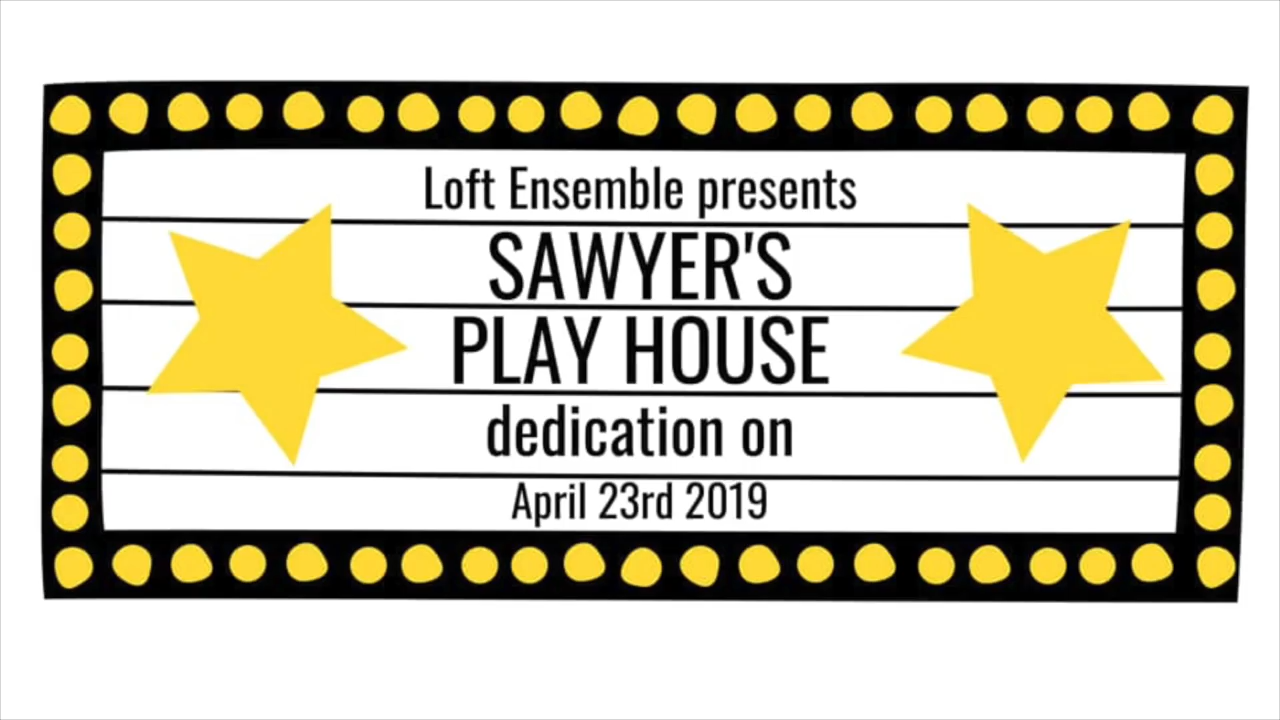 Loft Ensemble presents
SAWYER'S
PLAY HOUSE
dedication on
April 23rd 2019